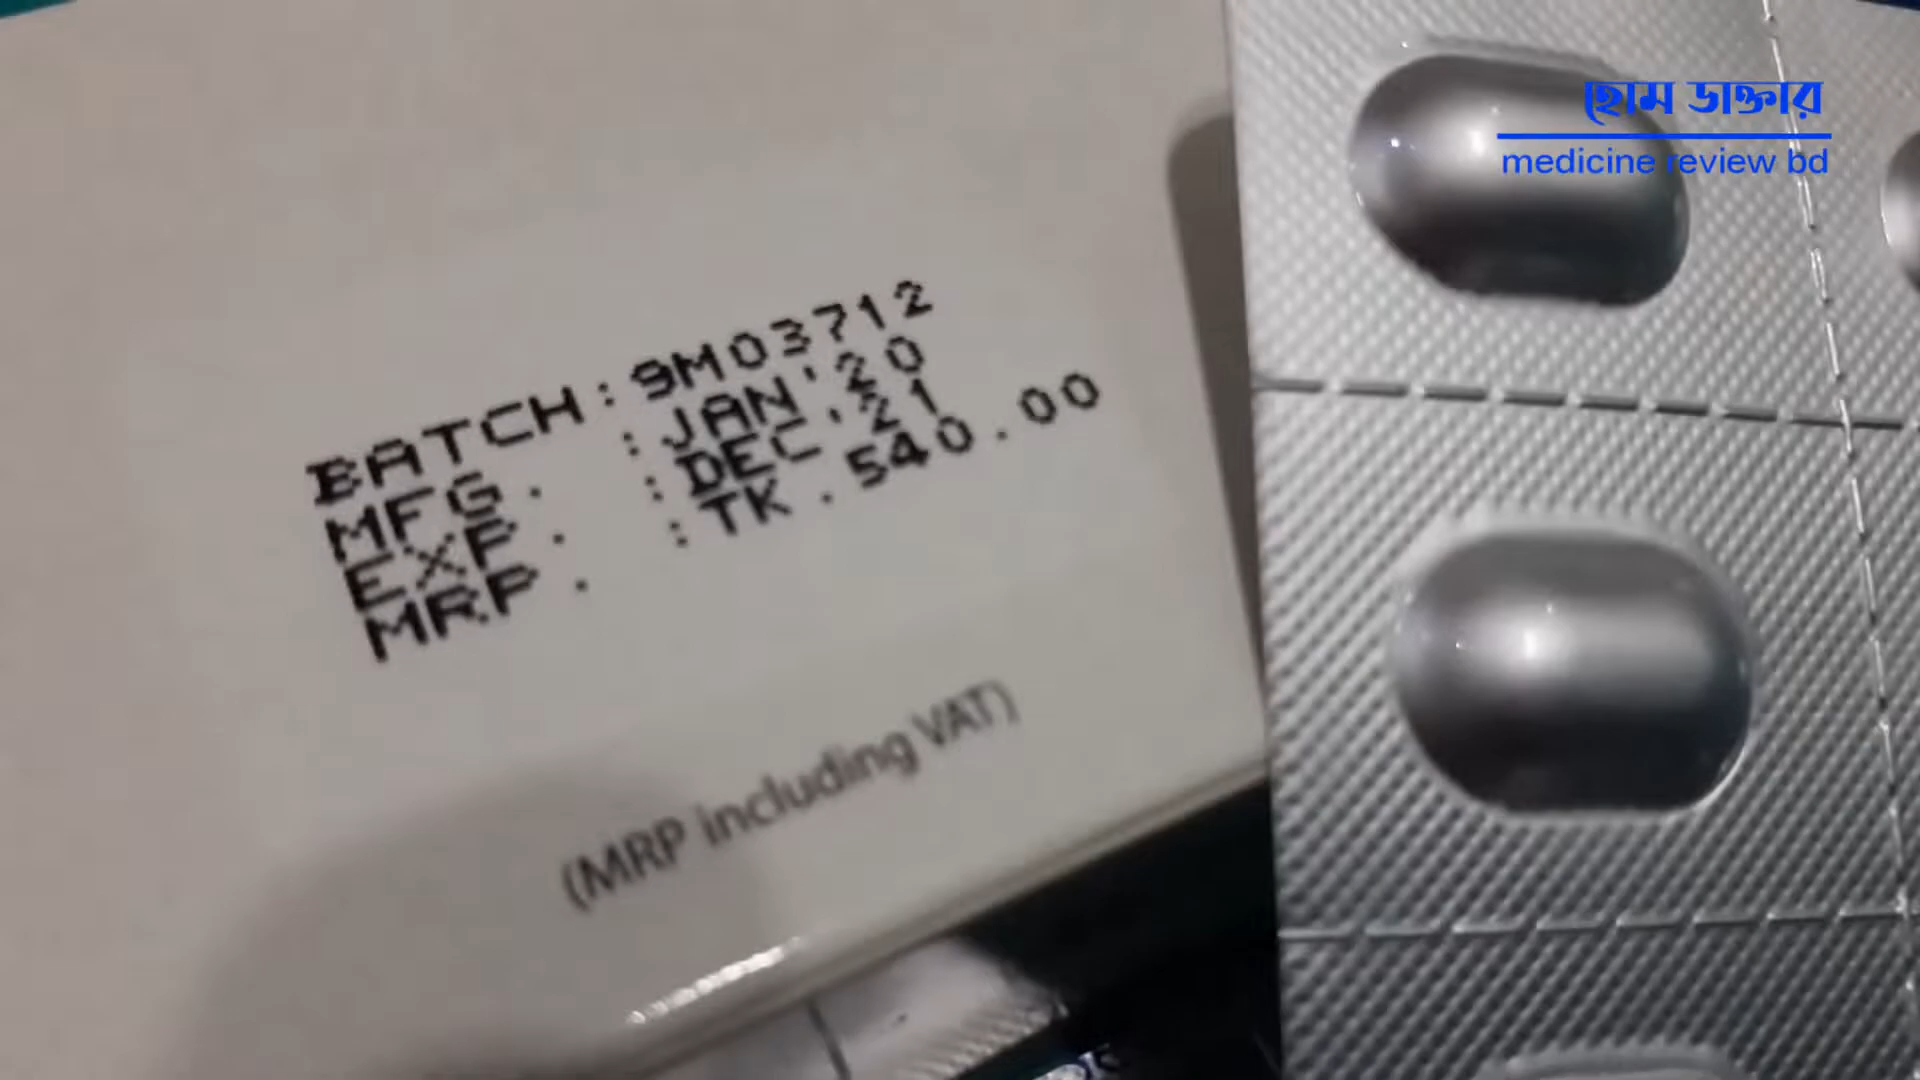 হোম ডাক্তার
medicine review bd
BATCH : 9M03712
MFG. : JAN'20
EXP. : DEC'21
MRP. : TK.540.00
(MRP including VAT)